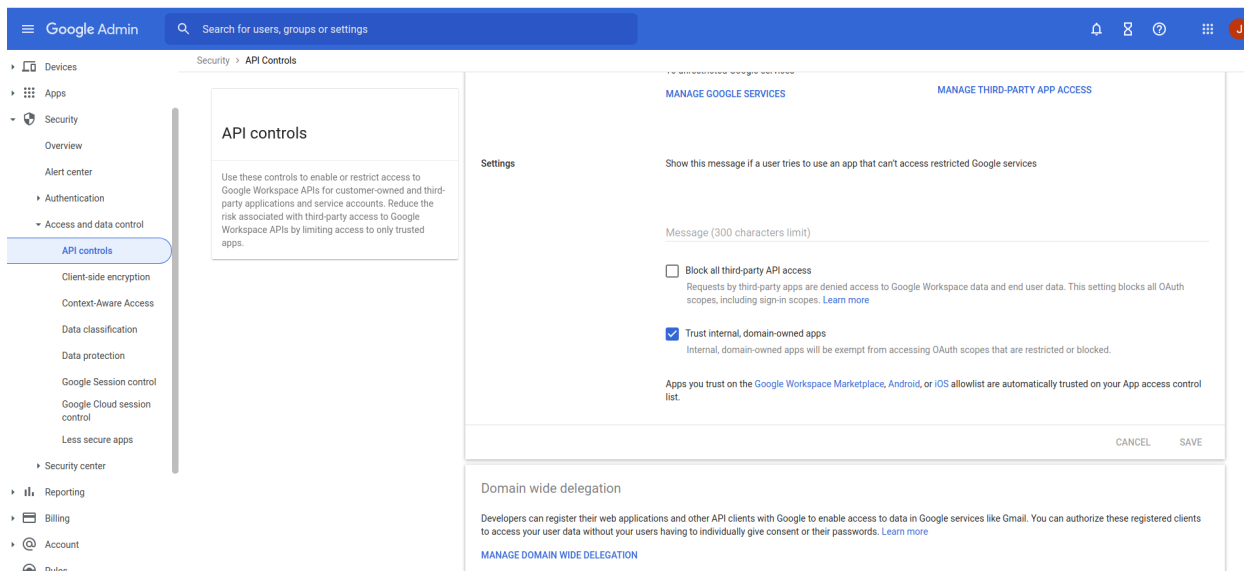 Google Admin
Search for users, groups or settings
J
Devices
Apps
Security
Overview
Alert center
Authentication
Access and data control
API controls
Client-side encryption
Context-Aware Access
Data classification
Data protection
Google Session control
Google Cloud session
control
Less secure apps
Security center
Reporting
Billing
Account
Rules
Security > API Controls
API controls
Use these controls to enable or restrict access to
Google Workspace APIs for customer-owned and third-
party applications and service accounts. Reduce the
risk associated with third-party access to Google
Workspace APIs by limiting access to only trusted
apps.
10 unrestricted Google services
MANAGE GOOGLE SERVICES
MANAGE THIRD-PARTY APP ACCESS
Settings
Show this message if a user tries to use an app that can't access restricted Google services
Message (300 characters limit)
Block all third-party API access
Requests by third-party apps are denied access to Google Workspace data and end user data. This setting blocks all OAuth
scopes, including sign-in scopes. Learn more
Trust internal, domain-owned apps
Internal, domain-owned apps will be exempt from accessing OAuth scopes that are restricted or blocked.
Apps you trust on the Google Workspace Marketplace, Android, or iOS allowlist are automatically trusted on your App access control
list.
CANCEL
SAVE
Domain wide delegation
Developers can register their web applications and other API clients with Google to enable access to data in Google services like Gmail. You can authorize these registered clients
to access your user data without your users having to individually give consent or their passwords. Learn more
MANAGE DOMAIN WIDE DELEGATION